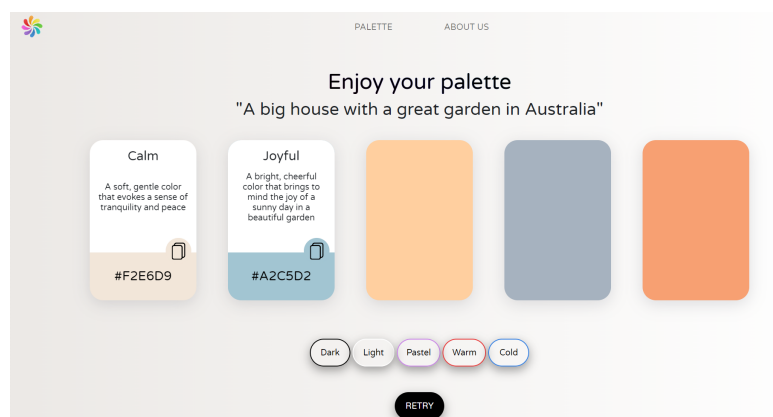 PALETTE
ABOUT US
Enjoy your palette
"A big house with a great garden in Australia"
Calm
A soft, gentle color
that evokes a sense of
tranquility and peace
#F2E6D9
Joyful
A bright, cheerful
color that brings to
mind the joy of a
sunny day in a
beautiful garden
#A2C5D2
Dark
Light
Pastel
Warm
Cold
RETRY